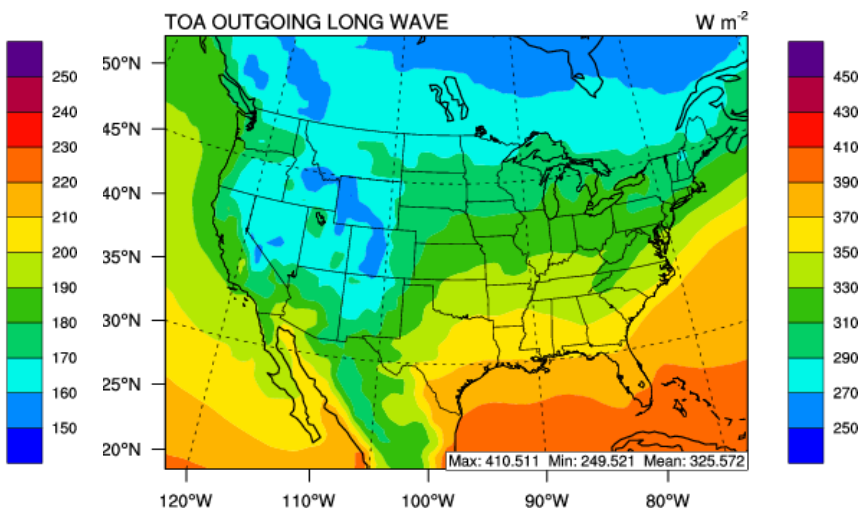 TOA OUTGOING LONG WAVE W m-2
250
240
230
220
210
200
190
180
170
160
150
50°N
45°N
40°N
35°N
30°N
25°N
20°N
450
430
410
390
370
350
330
310
290
270
250
Max: 410.511 Min: 249.521 Mean: 325.572
120°W 110°W 100°W 90°W 80°W